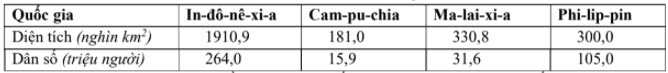 Quốc gia In-đô-nê-xi-a Cam-pu-chia Ma-lai-xi-a Phi-lip-pin
Diện tích (nghìn km²) 1910,9 181,0 330,8 300,0
Dân số (triệu người) 264,0 15,9 31,6 105,0